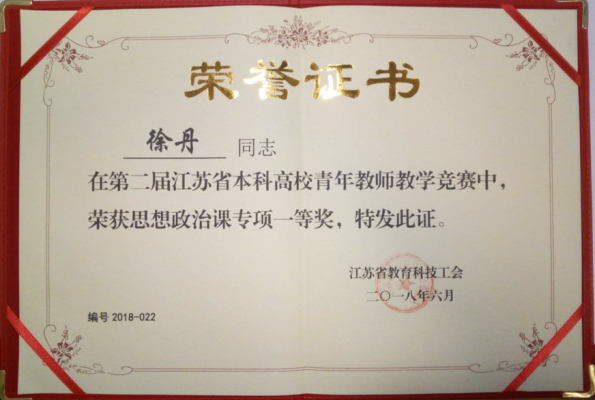 荣誉证书
徐丹 同志
在第二届江苏省本科高校青年教师教学竞赛中，
荣获思想政治课专项一等奖，特发此证。
江苏省教育科技工会
二〇一八年六月
编号 2018-022